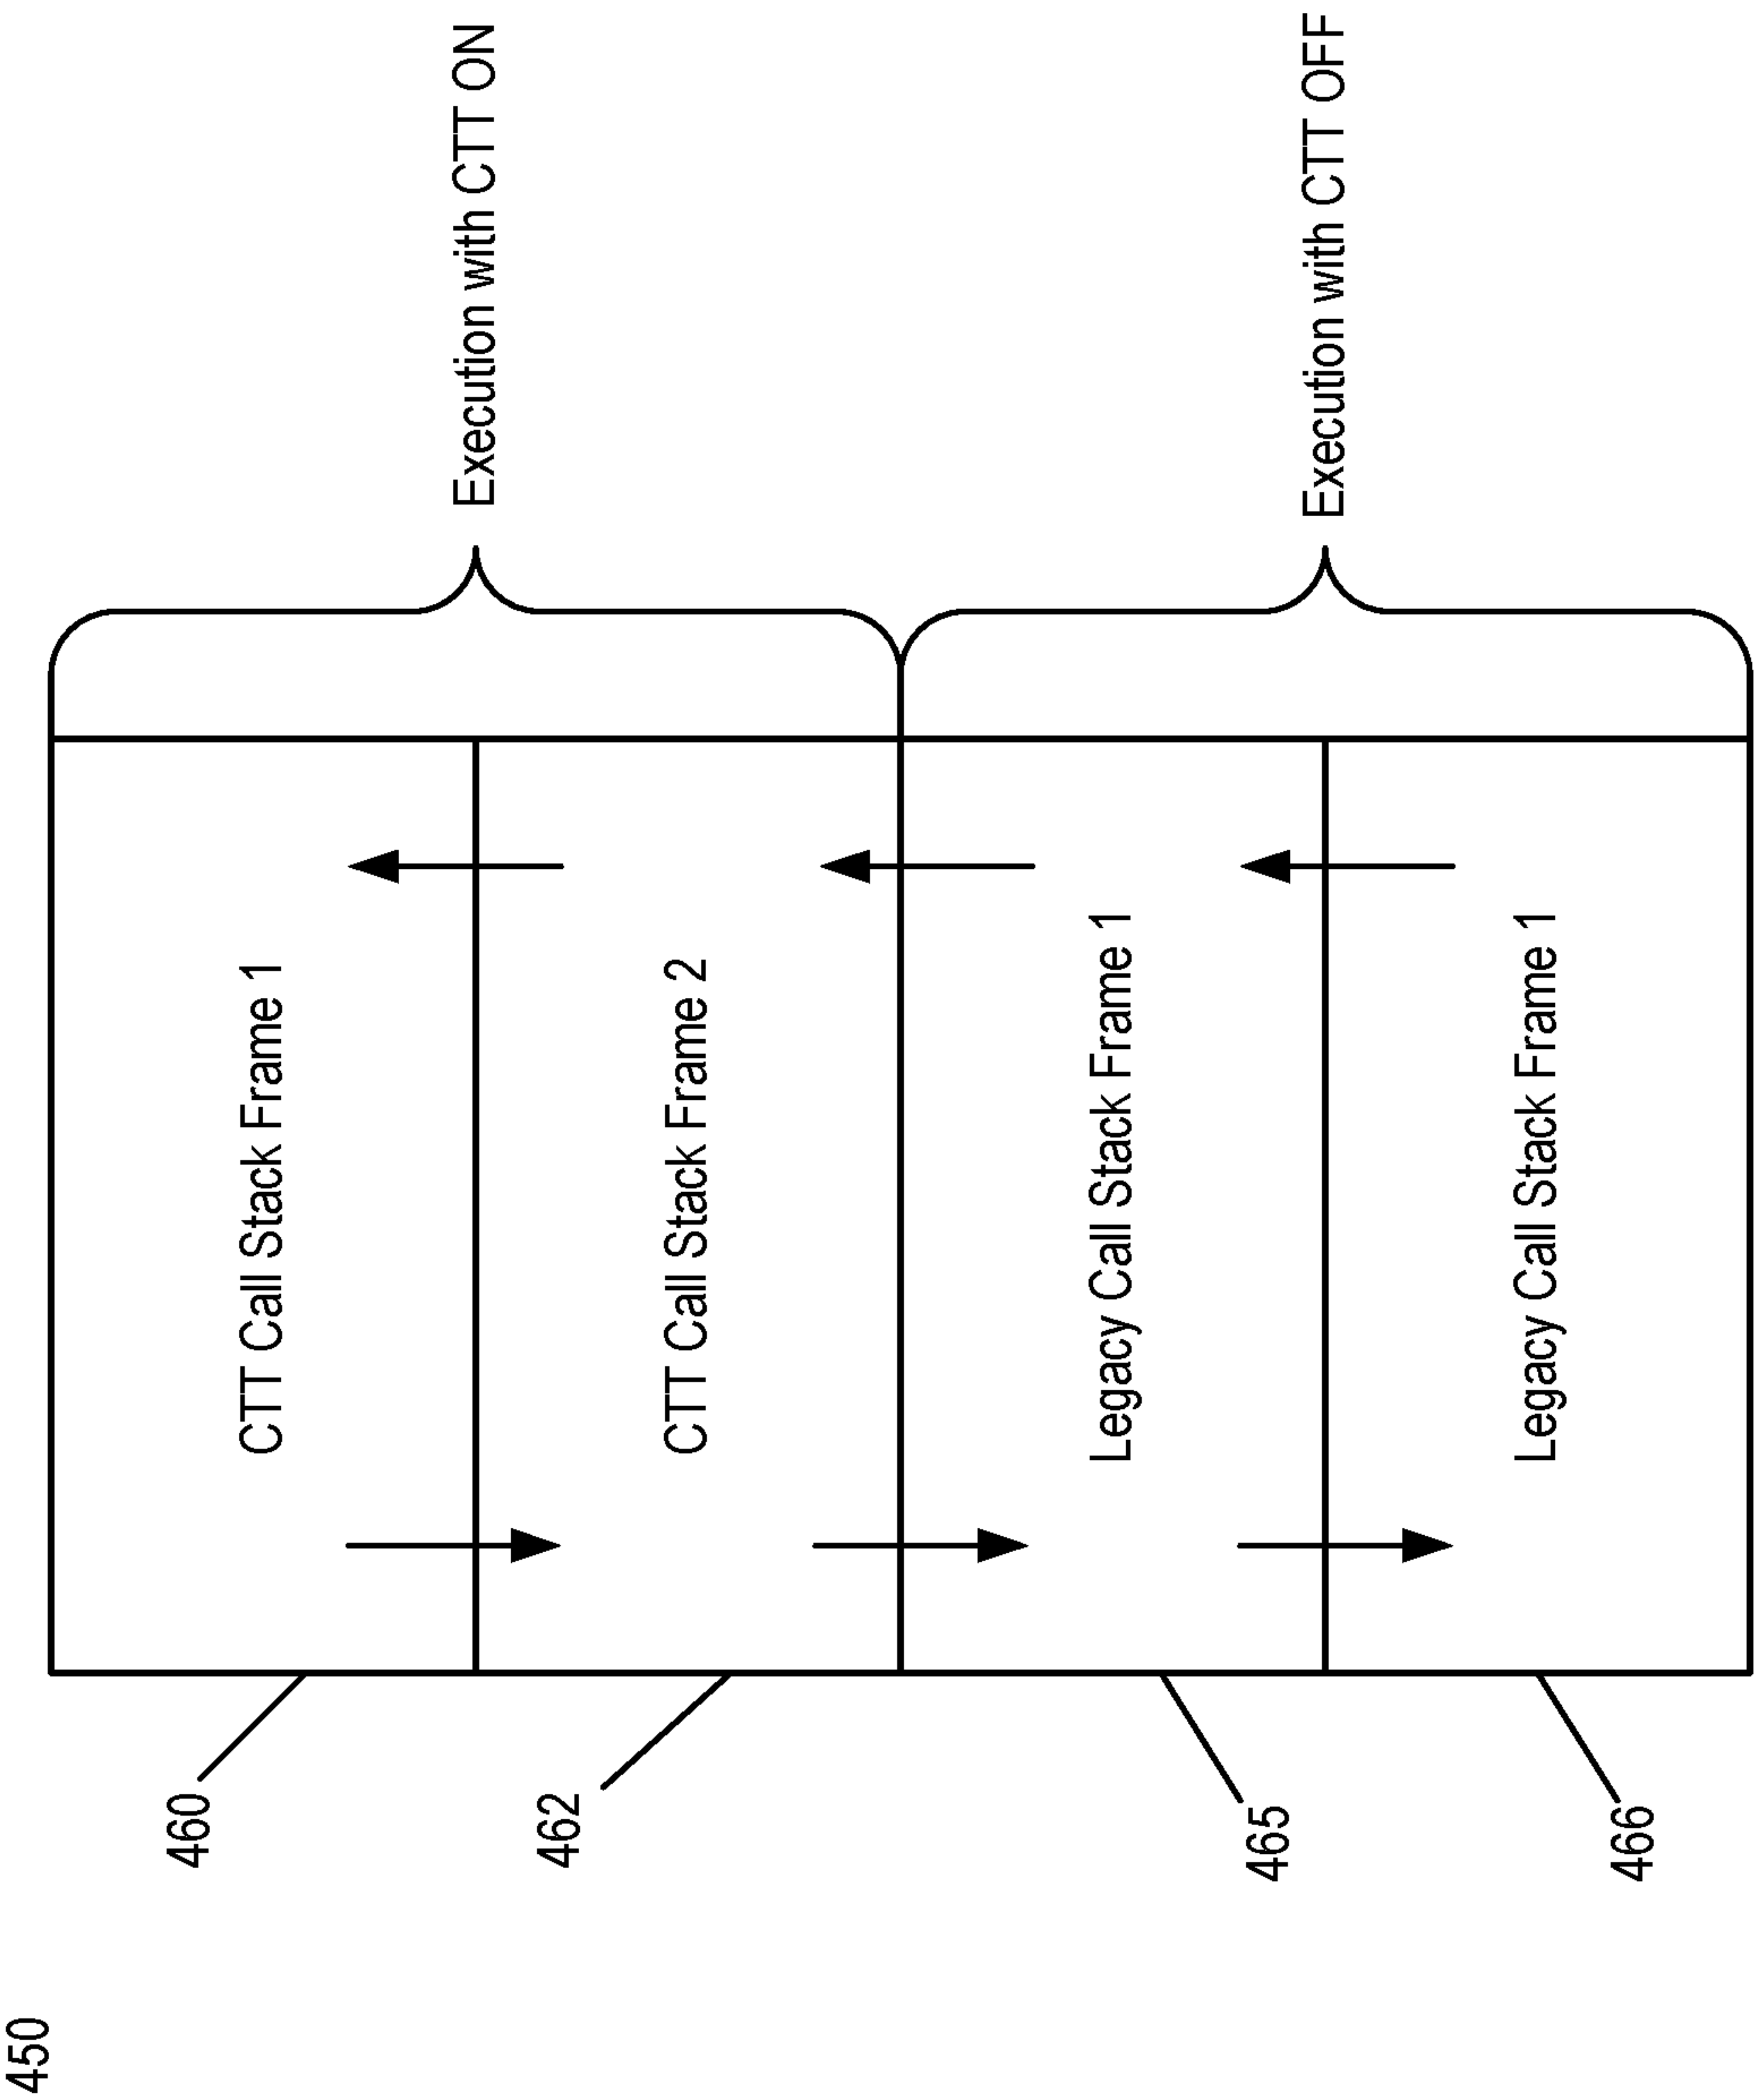 450
460
CTT Call Stack Frame 1
462
CTT Call Stack Frame 2
Execution with CTT ON
465
Legacy Call Stack Frame 1
466
Legacy Call Stack Frame 1
Execution with CTT OFF